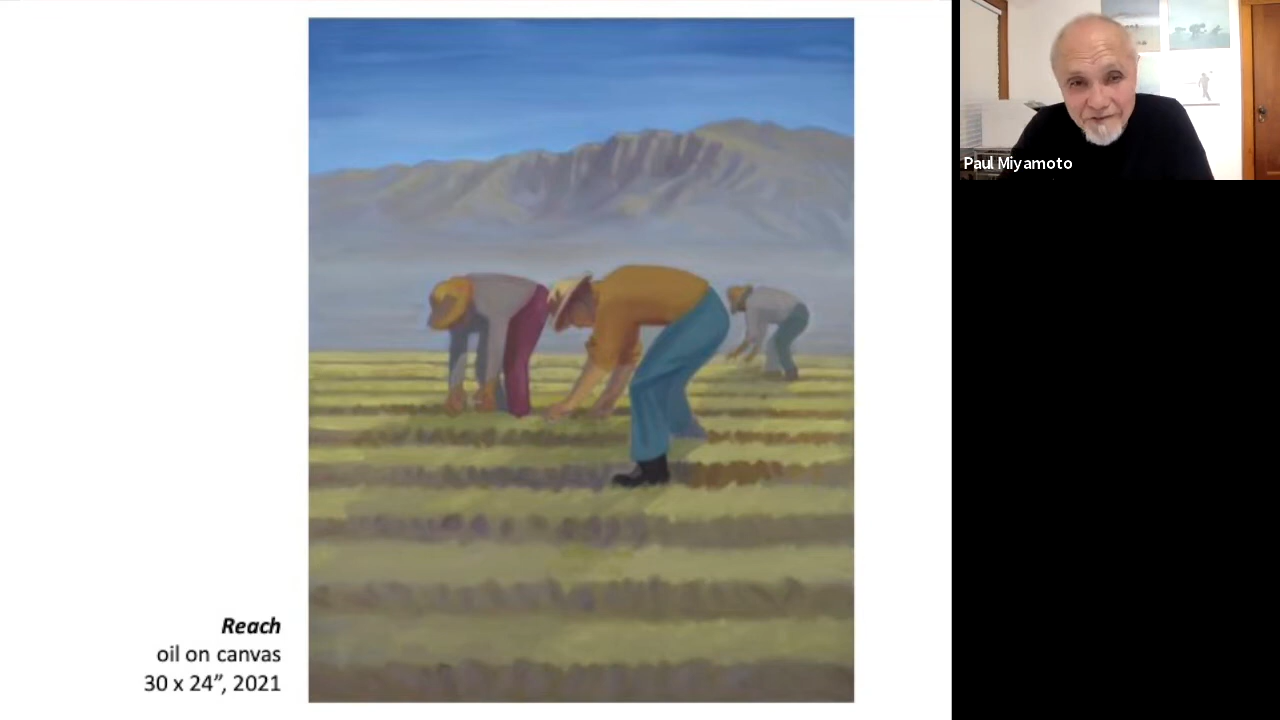 Reach
oil on canvas
30 x 24”, 2021
Paul Miyamoto